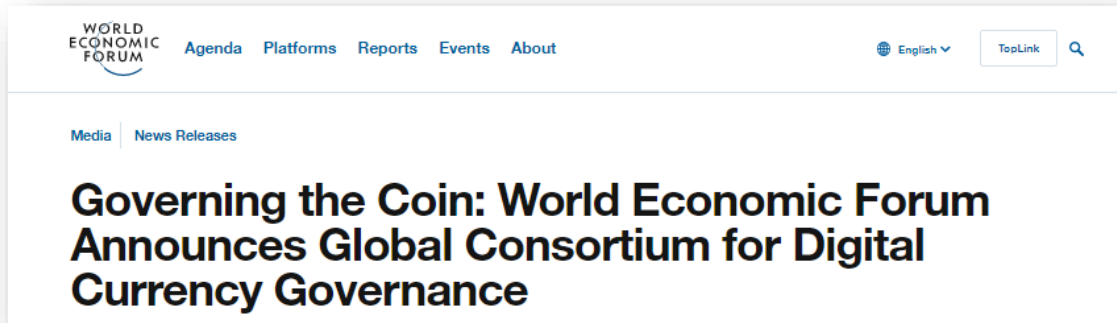 WORLD
ECONOMIC
FORUM
Agenda Platforms Reports Events About
English
TopLink
Media
News Releases
Governing the Coin: World Economic Forum
Announces Global Consortium for Digital
Currency Governance